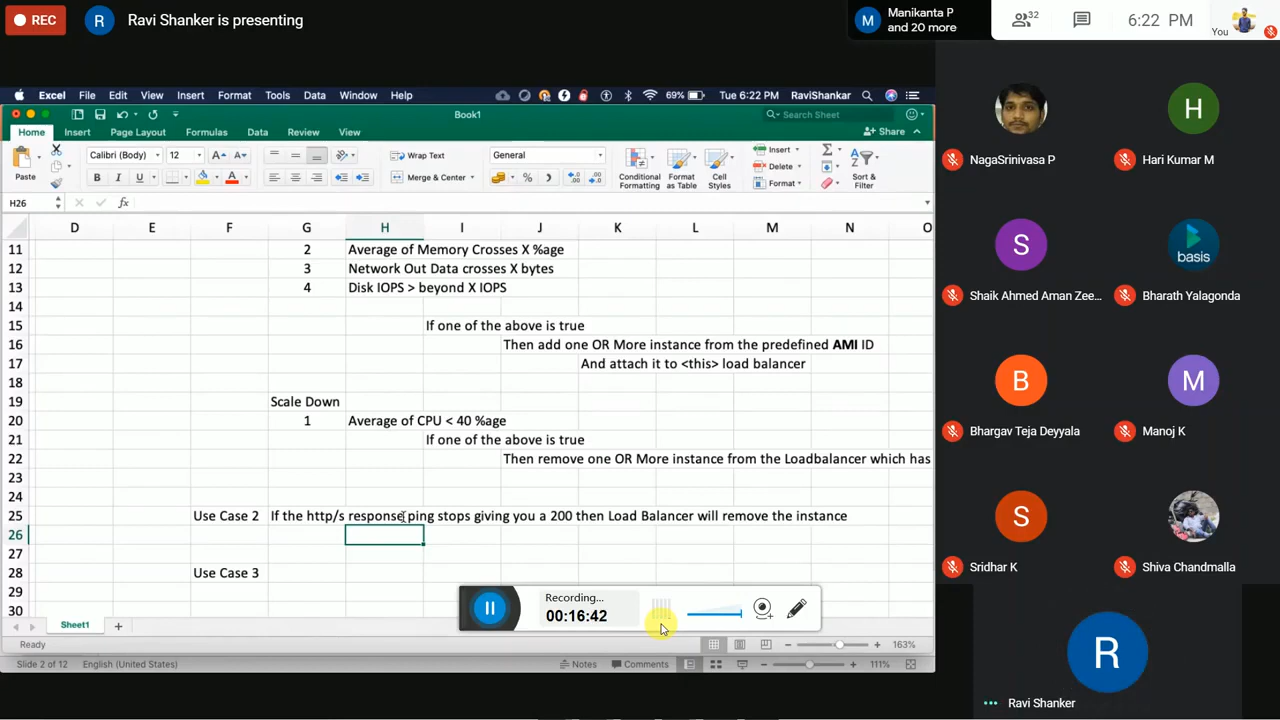 REC
R
Ravi Shanker is presenting
M
Manikanta P
and 20 more
32
6:22 PM
You
Excel File Edit View Insert Format Tools Data Window Help
69% Tue 6:22 PM RaviShankar
Book1
Search Sheet
Home Insert Page Layout Formulas Data Review View
Share
Paste
Calibri (Body) 12 A A
Wrap Text
General
Insert
Delete
Format
B I U A
Merge & Center
%
Conditional Formatting
Format as Table
Cell Styles
Sort & Filter
H26
fx
D E F G H I J K L M N O
11 2 Average of Memory Crosses X %age
12 3 Network Out Data crosses X bytes
13 4 Disk IOPS > beyond X IOPS
14
15 If one of the above is true
16 Then add one OR More instance from the predefined AMI ID
17 And attach it to <this> load balancer
18
19 Scale Down
20 1 Average of CPU < 40 %age
21 If one of the above is true
22 Then remove one OR More instance from the Loadbalancer which has
23
24
25 Use Case 2 If the http/s response ping stops giving you a 200 then Load Balancer will remove the instance
26
27
28 Use Case 3
29
30
Recording...
00:16:42
Sheet1 +
Ready
163%
Slide 2 of 12 English (United States)
Notes Comments
111%
NagaSrinivasa P
H
Hari Kumar M
S
Shaik Ahmed Aman Zee...
basis
Bharath Yalagonda
B
Bhargav Teja Deyyala
M
Manoj K
S
Sridhar K
Shiva Chandmalla
R
Ravi Shanker